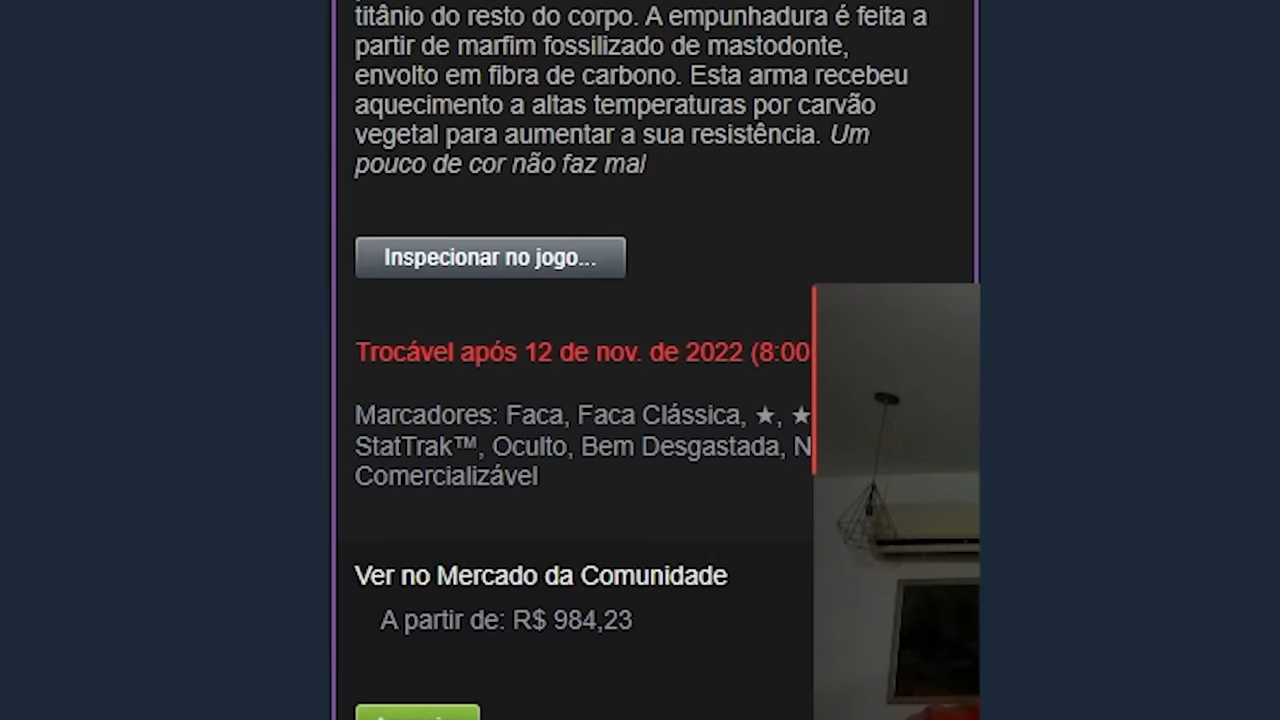 titânio do resto do corpo. A empunhadura é feita a
partir de marfim fossilizado de mastodonte,
envolto em fibra de carbono. Esta arma recebeu
aquecimento a altas temperaturas por carvão
vegetal para aumentar a sua resistência. Um
pouco de cor não faz mal
Inspecionar no jogo...
Trocável após 12 de nov. de 2022 (8:00
Marcadores: Faca, Faca Clássica, ★, ★
StatTrak™, Oculto, Bem Desgastada, N
Comercializável
Ver no Mercado da Comunidade
A partir de: R$ 984,23